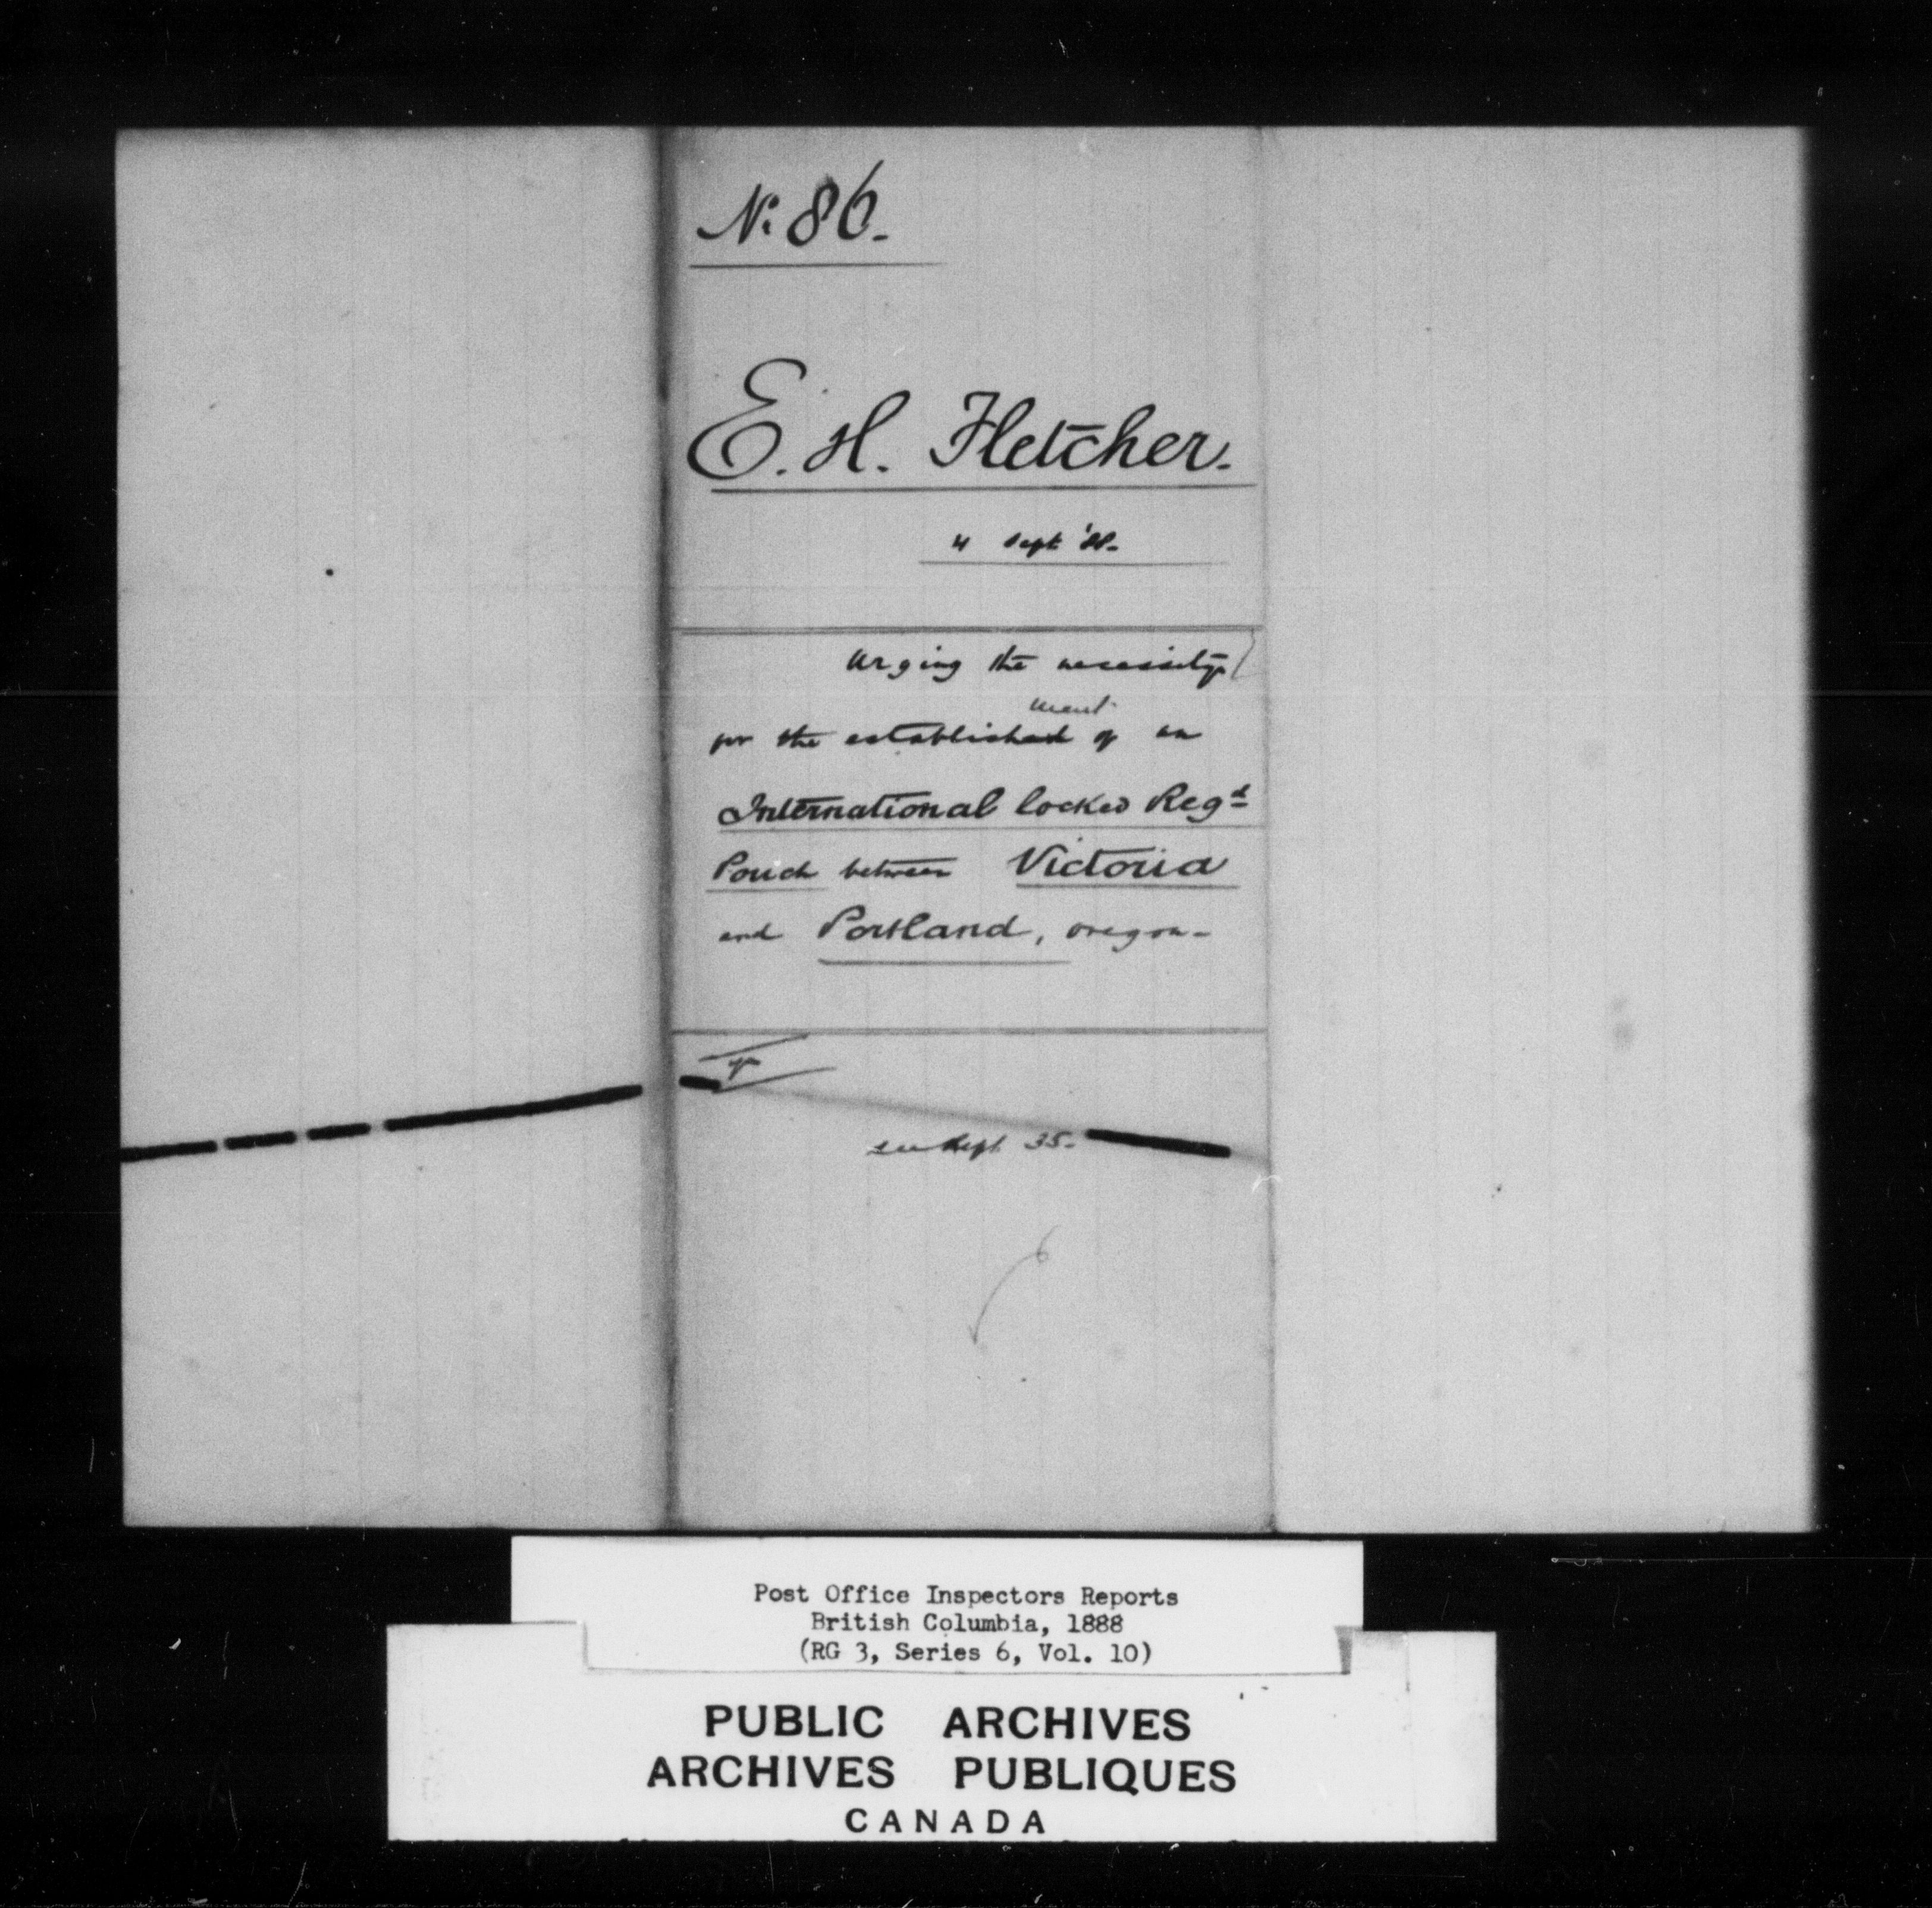 No. 86.
E. H. Fletcher.
4 Sept '88.
Urging the necessity
ment
for the established of an
International locked Regd
Pouch between Victoria
and Portland, Oregon.
see Rept 35.
Post Office Inspectors Reports
British Columbia, 1888
(RG 3, Series 6, Vol. 10)
PUBLIC ARCHIVES
ARCHIVES PUBLIQUES
CANADA